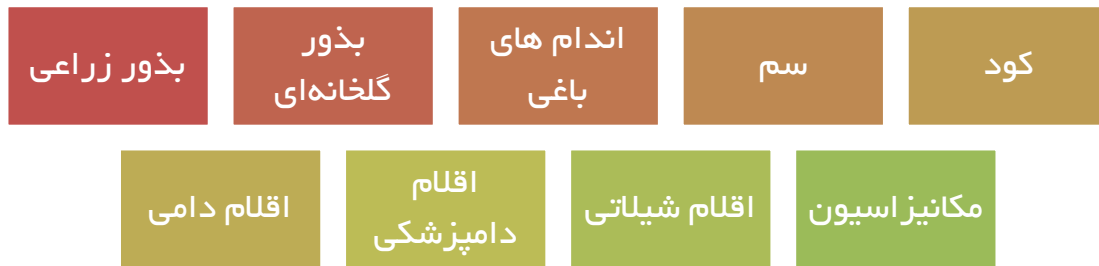 کود
سم
اندام های
باغی
بذور
گلخانه‌ای
بذور زراعی
مکانیزاسیون
اقلام شیلاتی
اقلام
دامپزشکی
اقلام دامی